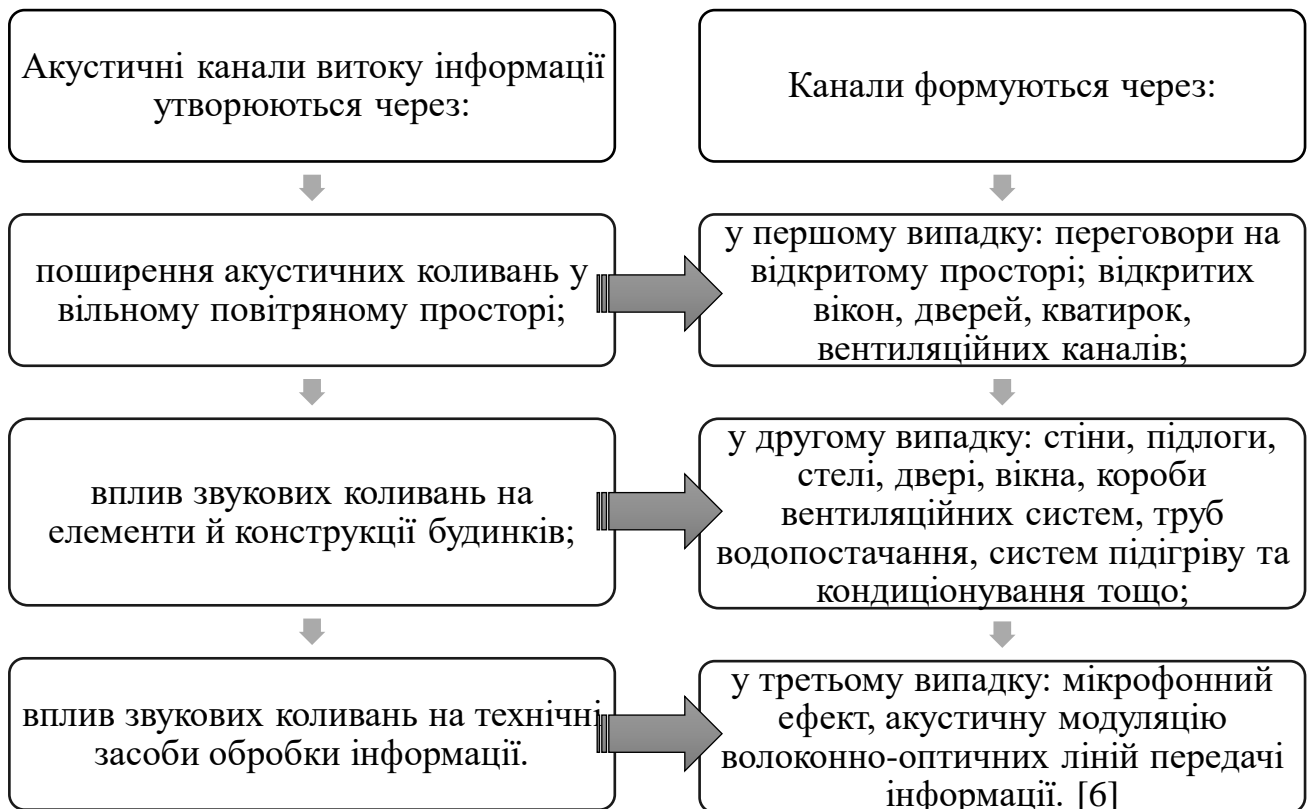 Акустичні канали витоку інформації
утворюються через:
Канали формуються через:
поширення акустичних коливань у
вільному повітряному просторі;
у першому випадку: переговори на
відкритому просторі; відкритих
вікон, дверей, кватирок,
вентиляційних каналів;
вплив звукових коливань на
елементи й конструкції будинків;
у другому випадку: стіни, підлоги,
стелі, двері, вікна, короби
вентиляційних систем, труб
водопостачання, систем підігріву та
кондиціонування тощо;
вплив звукових коливань на технічні
засоби обробки інформації.
у третьому випадку: мікрофонний
ефект, акустичну модуляцію
волоконно-оптичних ліній передачі
інформації. [6]